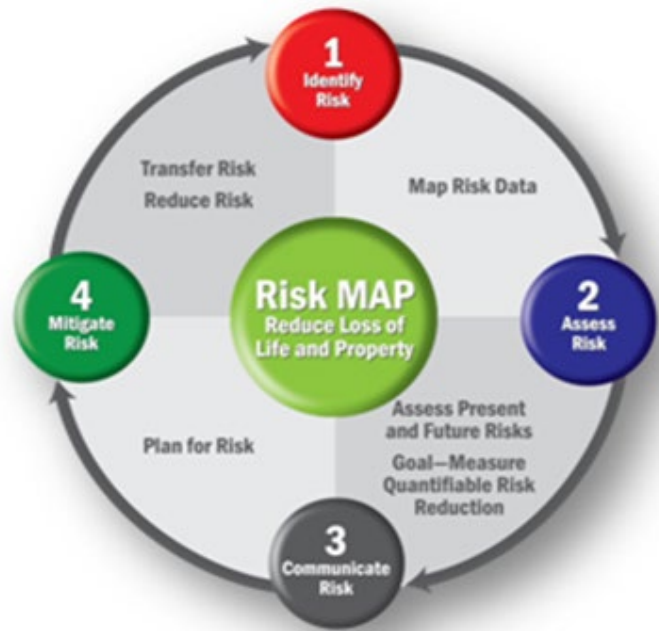 1
Identify
Risk
Transfer Risk
Reduce Risk
Map Risk Data
4
Mitigate
Risk
Risk MAP
Reduce Loss of
Life and Property
2
Assess
Risk
Plan for Risk
Assess Present
and Future Risks
Goal—Measure
Quantifiable Risk
Reduction
3
Communicate
Risk